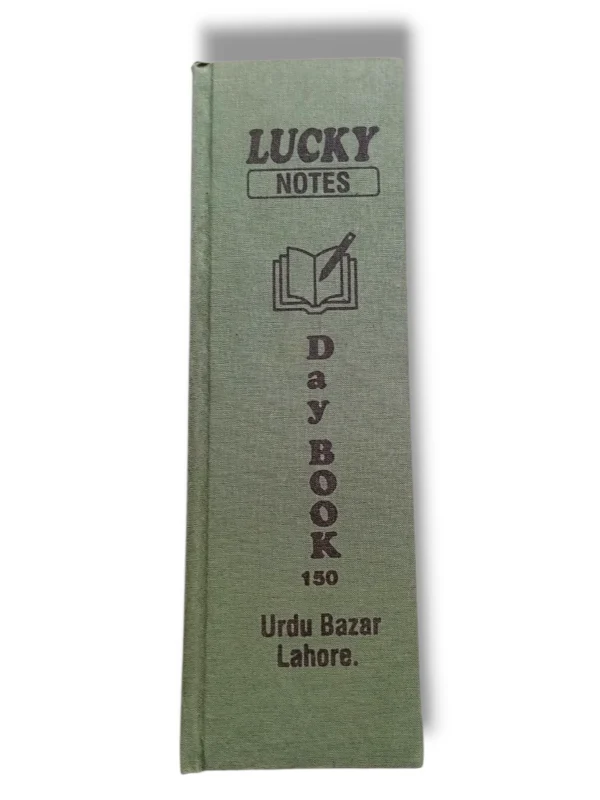 LUCKY
NOTES
Day BOOK
150
Urdu Bazar
Lahore.